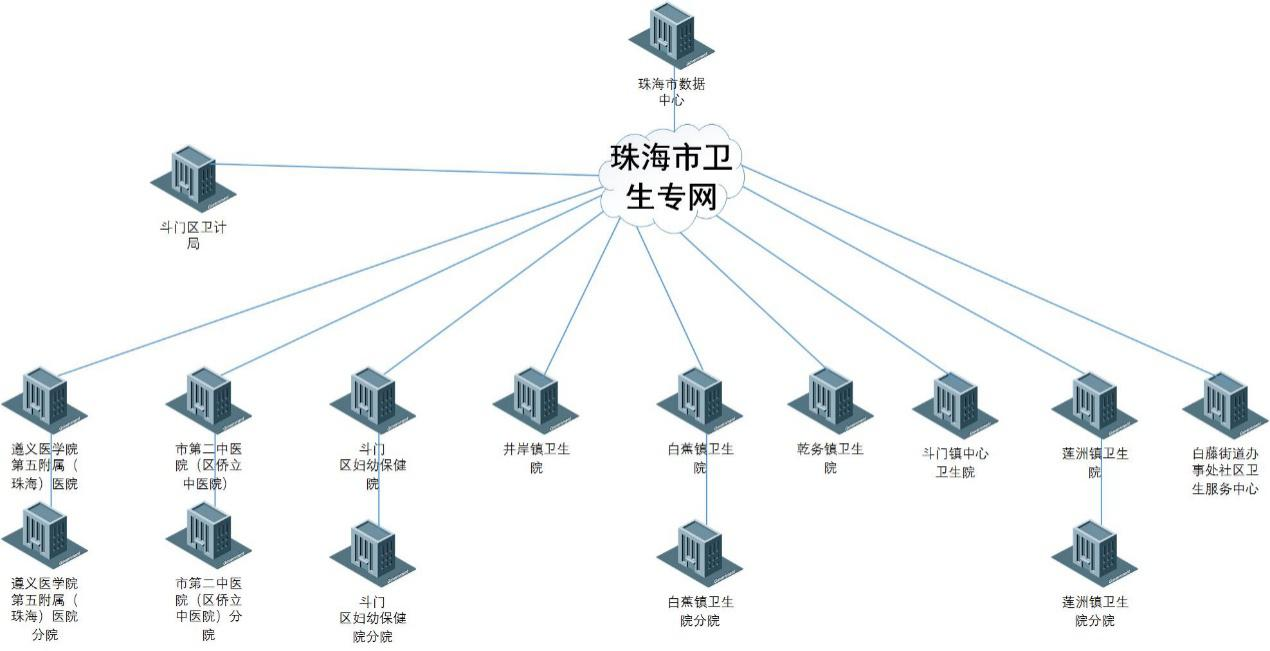 珠海市数据
中心
珠海市卫
生专网
斗门区卫计
局
遵义医学院
第五附属（
珠海）医院
市第二中医
院（区侨立
中医院）
斗门
区妇幼保健
院
井岸镇卫生
院
白蕉镇卫生
院
乾务镇卫生
院
斗门镇中心
卫生院
莲洲镇卫生
院
白藤街道办
事处社区卫
生服务中心
遵义医学院
第五附属（
珠海）医院
分院
市第二中医
院（区侨立
中医院）分
院
斗门
区妇幼保健
院分院
白蕉镇卫生
院分院
莲洲镇卫生
院分院